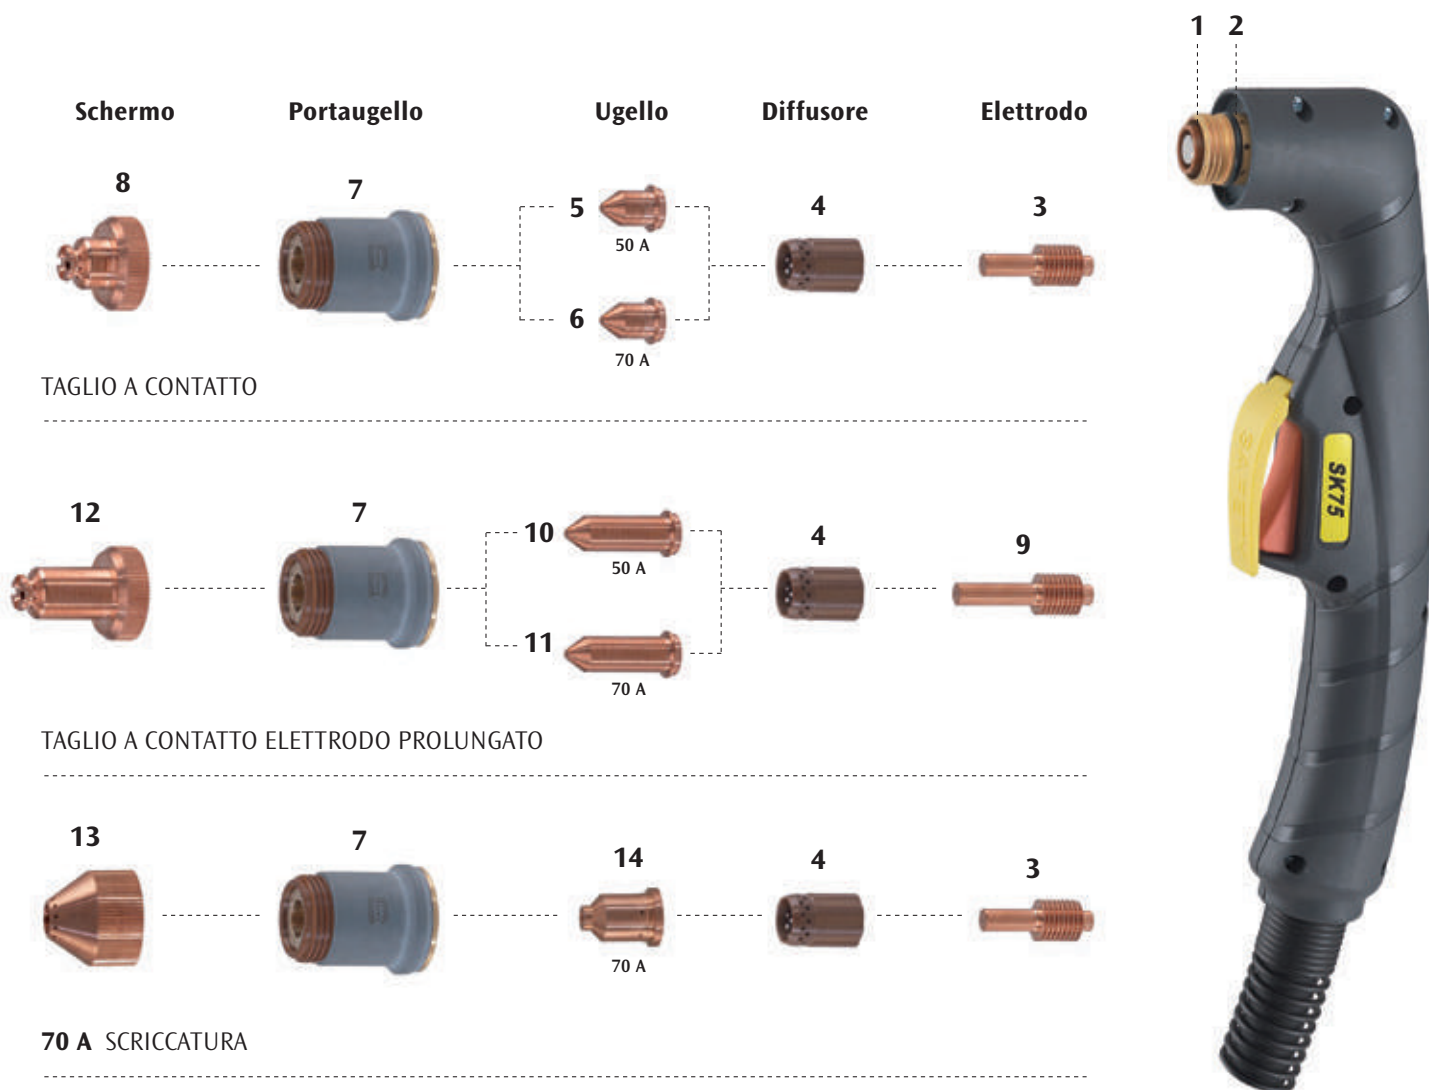 1 2
Schermo Portaugello Ugello Diffusore Elettrodo
8 7 5 4 3
50 A
6
70 A
TAGLIO A CONTATTO
SK75
12 7 10 4 9
50 A
11
70 A
TAGLIO A CONTATTO ELETTRODO PROLUNGATO
13 7 14 4 3
70 A
70 A SCRICCATURA